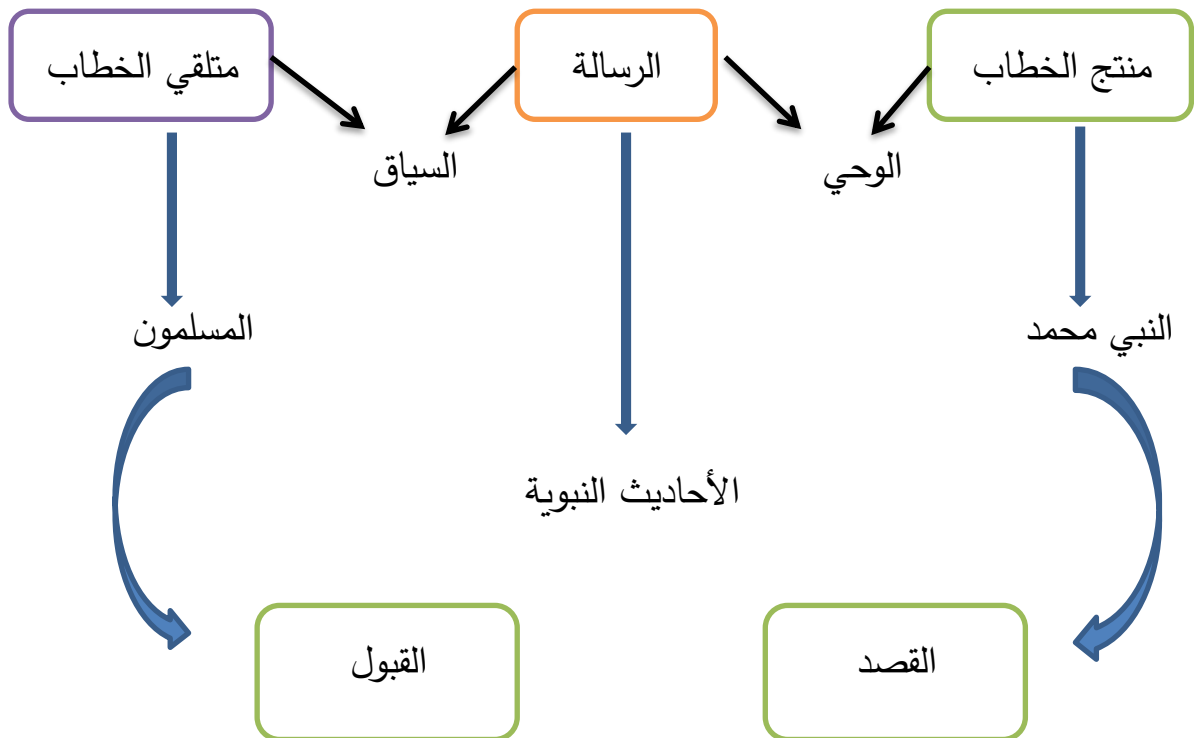 منتج الخطاب
الرسالة
متلقي الخطاب
الوحي
السياق
النبي محمد
المسلمون
الأحاديث النبوية
القصد
القبول